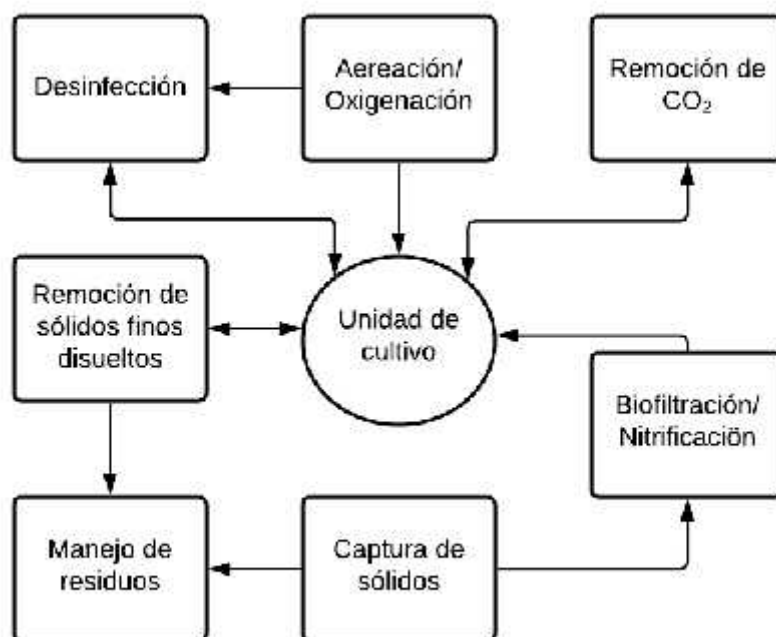 Desinfección
Aereación/
Oxigenación
Remoción de
CO₂
Remoción de
sólidos finos
disueltos
Unidad de
cultivo
Biofiltración/
Nitrificaciön
Manejo de
residuos
Captura de
sólidos